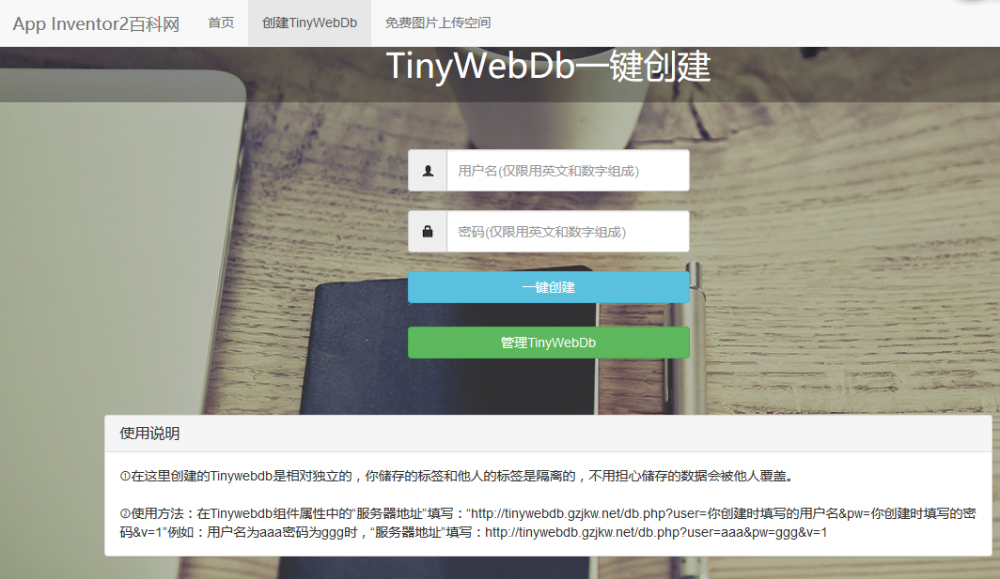 App Inventor2百科网 首页 创建TinyWebDb 免费图片上传空间
TinyWebDb一键创建
用户名(仅限用英文和数字组成)
密码(仅限用英文和数字组成)
一键创建
管理TinyWebDb
使用说明
①在这里创建的Tinywebdb是相对独立的，你储存的标签和他人的标签是隔离的，不用担心储存的数据会被他人覆盖。
②使用方法：在Tinywebdb组件属性中的“服务器地址”填写：“http://tinywebdb.gzjkw.net/db.php?user=你创建时填写的用户名&pw=你创建时填写的密
码&v=1”例如：用户名为aaa密码为ggg时，“服务器地址”填写：http://tinywebdb.gzjkw.net/db.php?user=aaa&pw=ggg&v=1